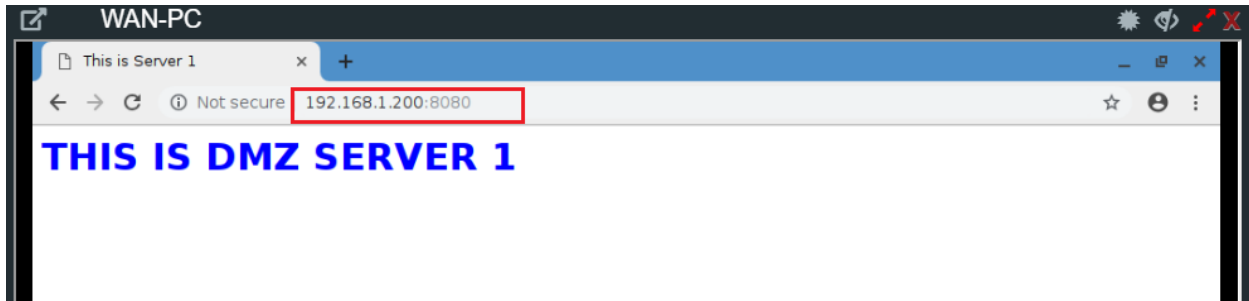 WAN-PC
This is Server 1
Not secure 192.168.1.200:8080
THIS IS DMZ SERVER 1